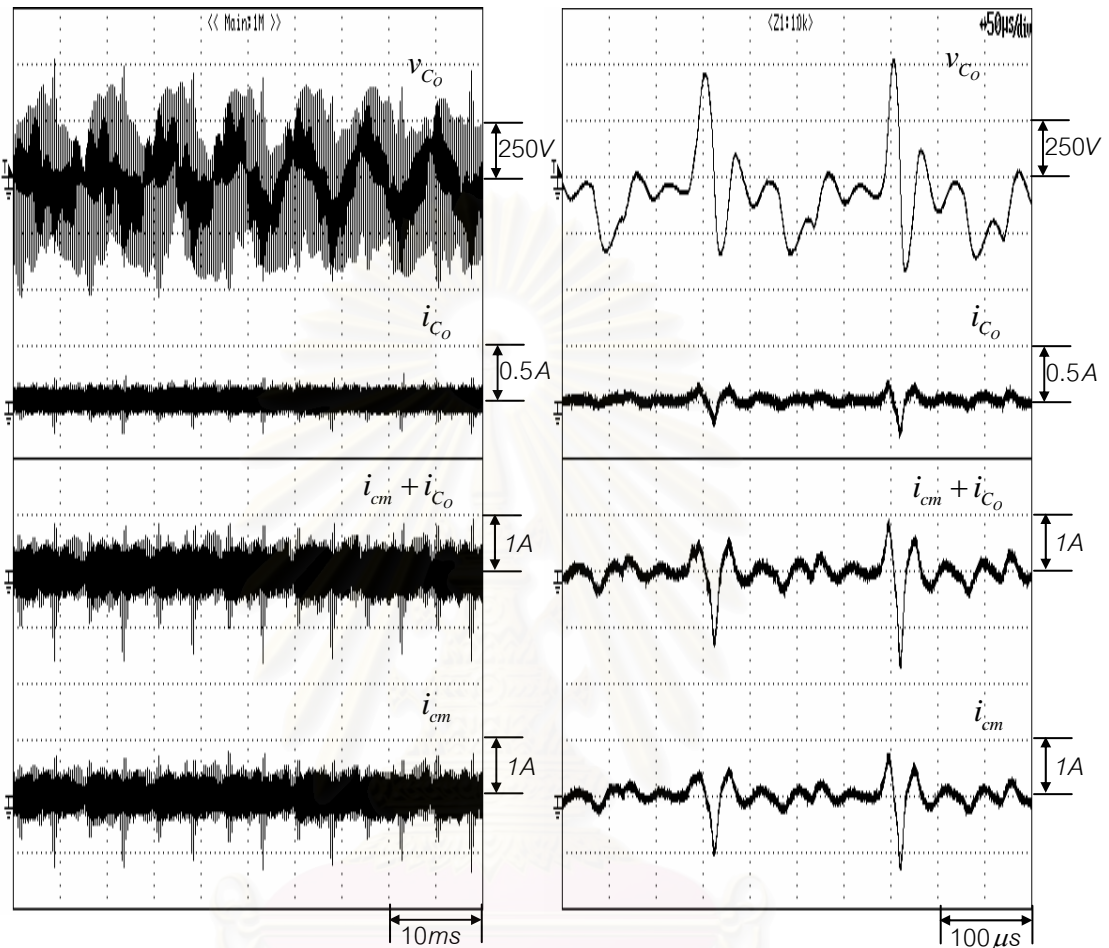 << Main:1M >>
v_{C_o}
250V
i_{C_o}
0.5A
i_{cm} + i_{C_o}
1A
i_{cm}
1A
10ms
<Z1:10k>
50µs/div
v_{C_o}
250V
i_{C_o}
0.5A
i_{cm} + i_{C_o}
1A
i_{cm}
1A
100µs